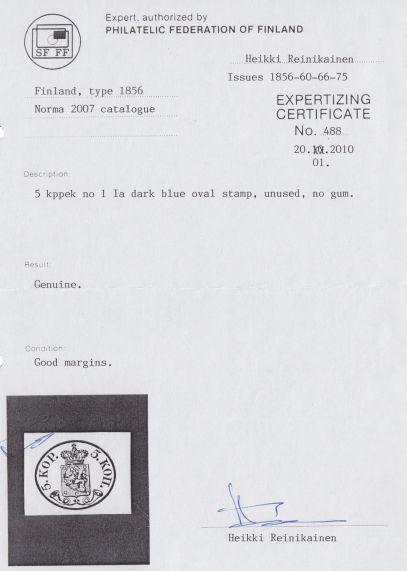 Expert, authorized by
PHILATELIC FEDERATION OF FINLAND
SF FF
Heikki Reinikainen
Issues 1856-60-66-75
Finland, type 1856
Norma 2007 catalogue
EXPERTIZING
CERTIFICATE
No. 488
20. .2010
01.
Description:
5 kppek no 1 Ia dark blue oval stamp, unused, no gum.
Result:
Genuine.
Condition:
Good margins.
5. KOP. 5. КОП.
Heikki Reinikainen